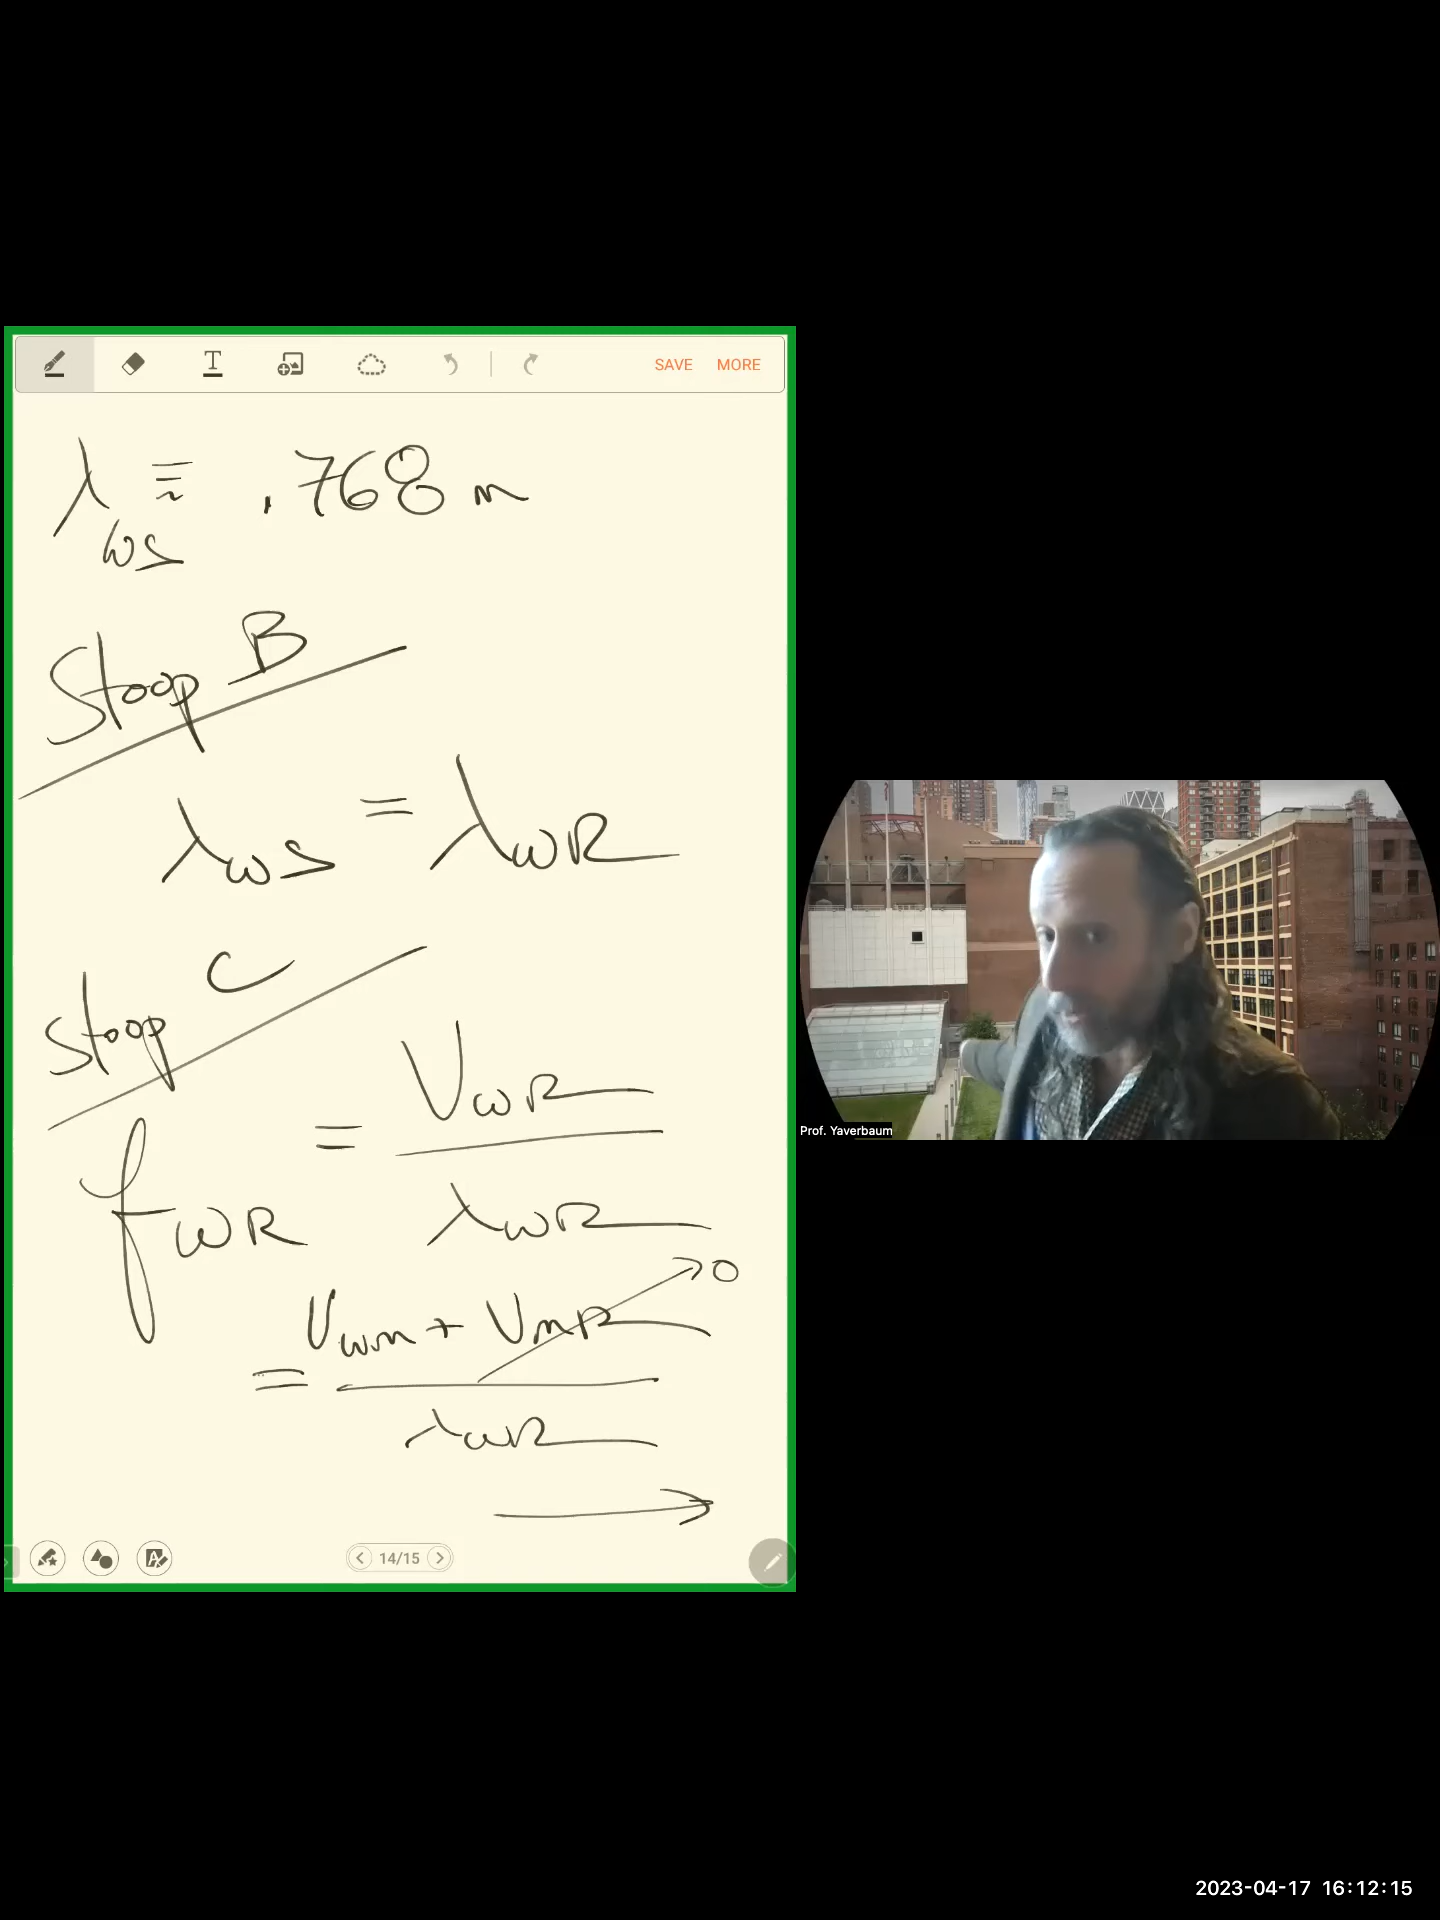 SAVE MORE
λws ≅ .768 m
Stoop B
λws = λWR
Stoop C
fWR = VWR / λWR
= Vwm + VmR → 0 / λWR
14/15
Prof. Yaverbaum
2023-04-17 16:12:15